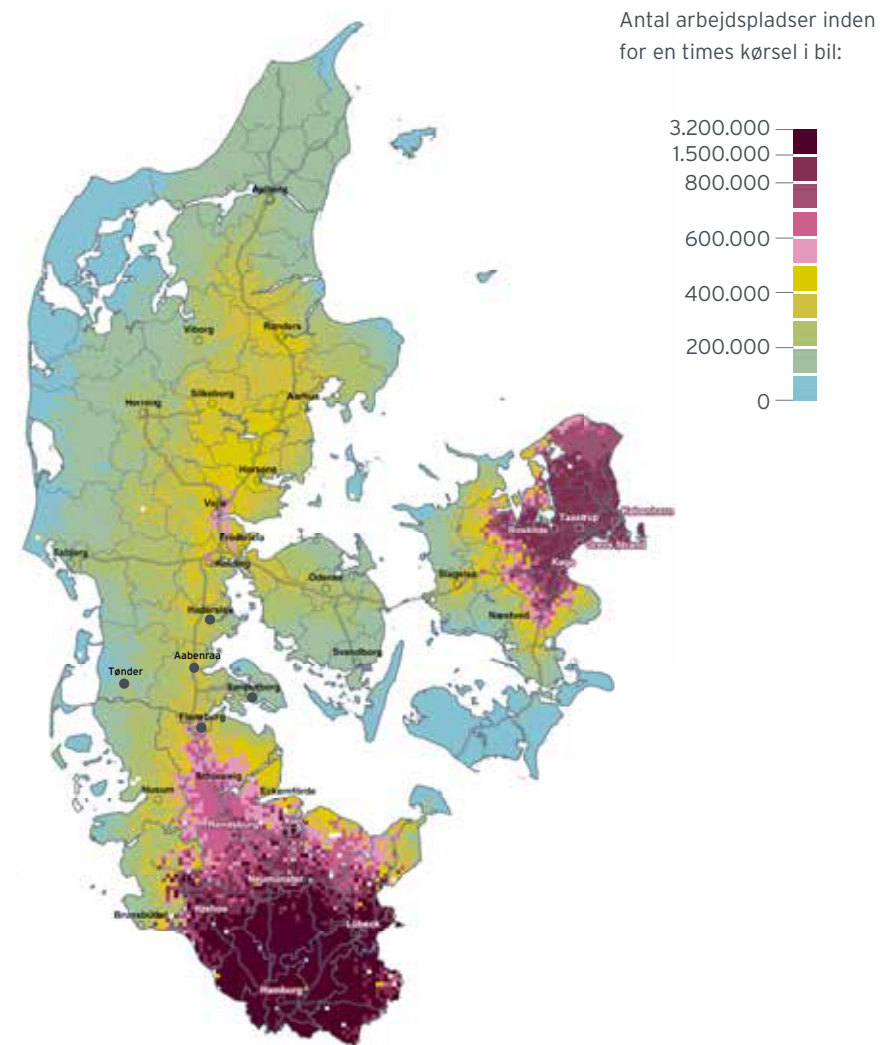 Antal arbejdspladser inden
for en times kørsel i bil:
3.200.000
1.500.000
800.000
600.000
400.000
200.000
0
Aalborg
Viborg
Randers
Silkeborg
Aarhus
Herning
Horsens
Vejle
Fredericia
Kolding
Esbjerg
Odense
Svendborg
Slagelse
Næstved
Roskilde
Taastrup
København
Køge
Haderslev
Aabenraa
Tønder
Sønderborg
Flensburg
Schleswig
Husum
Eckernförde
Rendsburg
Neumünster
Itzehoe
Brunsbüttel
Lübeck
Hamburg